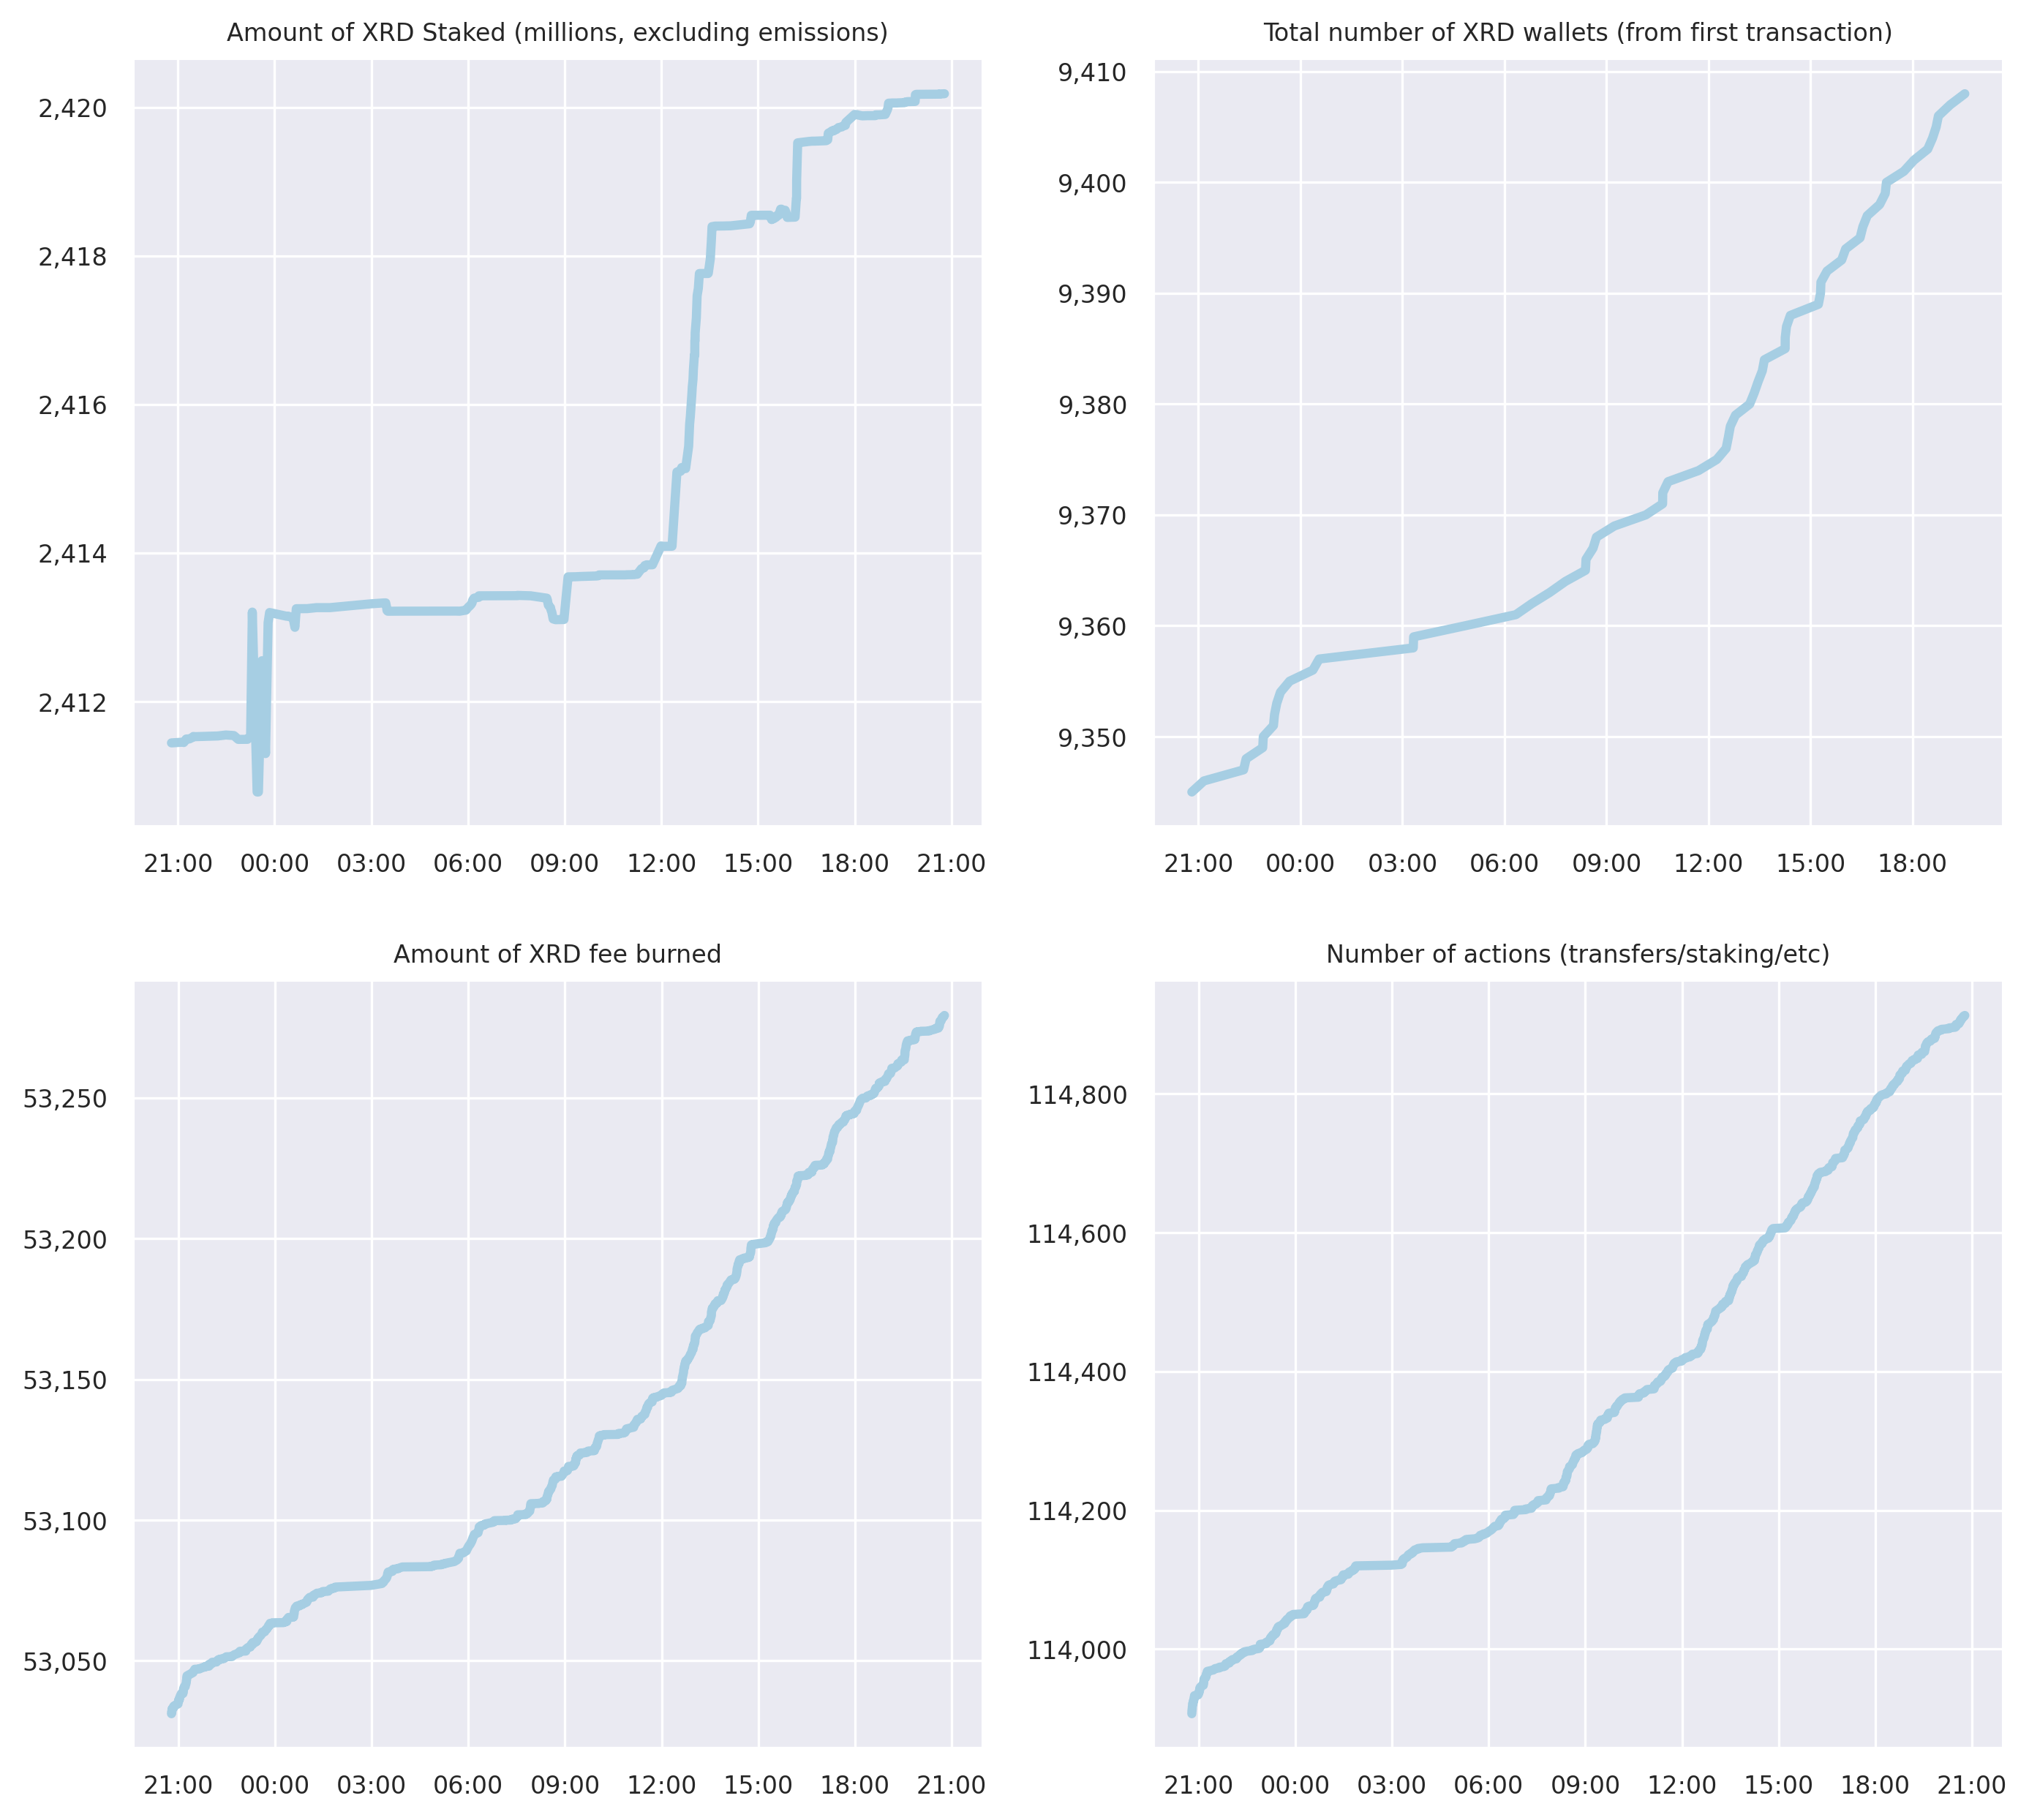 Amount of XRD Staked (millions, excluding emissions)
2,420
2,418
2,416
2,414
2,412
21:00 00:00 03:00 06:00 09:00 12:00 15:00 18:00 21:00
Total number of XRD wallets (from first transaction)
9,410
9,400
9,390
9,380
9,370
9,360
9,350
21:00 00:00 03:00 06:00 09:00 12:00 15:00 18:00
Amount of XRD fee burned
53,250
53,200
53,150
53,100
53,050
21:00 00:00 03:00 06:00 09:00 12:00 15:00 18:00 21:00
Number of actions (transfers/staking/etc)
114,800
114,600
114,400
114,200
114,000
21:00 00:00 03:00 06:00 09:00 12:00 15:00 18:00 21:00